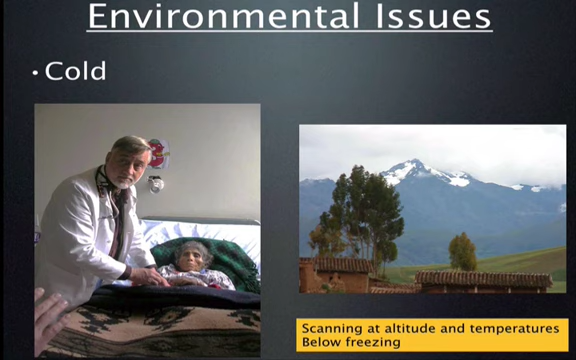 Environmental Issues
• Cold
Scanning at altitude and temperatures
Below freezing